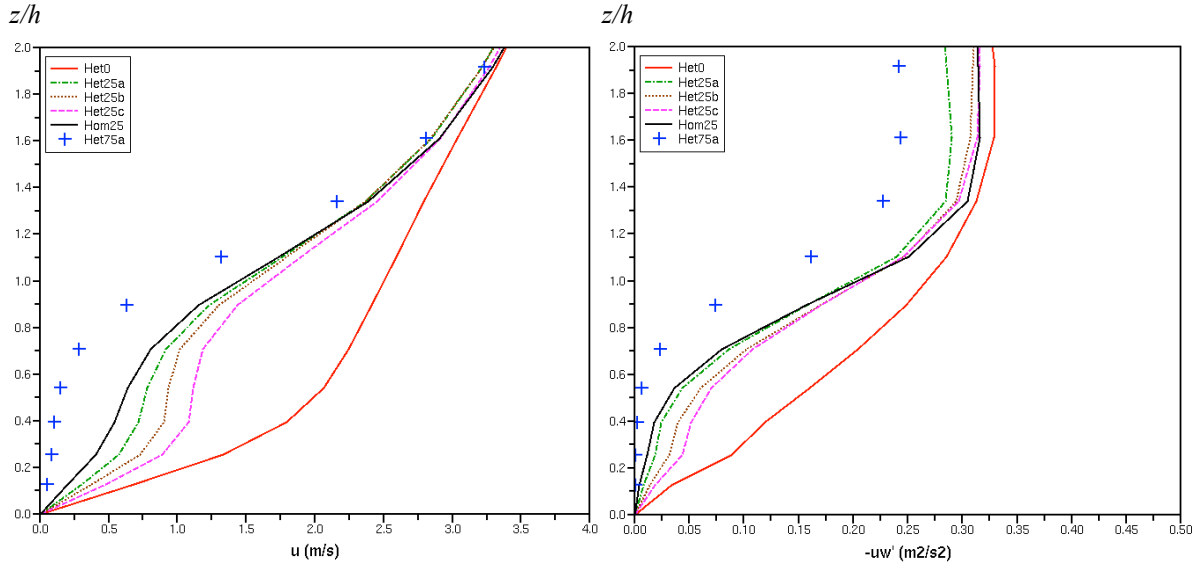 z/h
z/h
2.0
1.8
1.6
1.4
1.2
1.0
0.8
0.6
0.4
0.2
0.0
Het0
Het25a
Het25b
Het25c
Hom25
Het75a
0.0
0.5
1.0
1.5
2.0
2.5
3.0
3.5
4.0
u (m/s)
2.0
1.8
1.6
1.4
1.2
1.0
0.8
0.6
0.4
0.2
0.0
Het0
Het25a
Het25b
Het25c
Hom25
Het75a
0.00
0.05
0.10
0.15
0.20
0.25
0.30
0.35
0.40
0.45
0.50
-uw' (m2/s2)